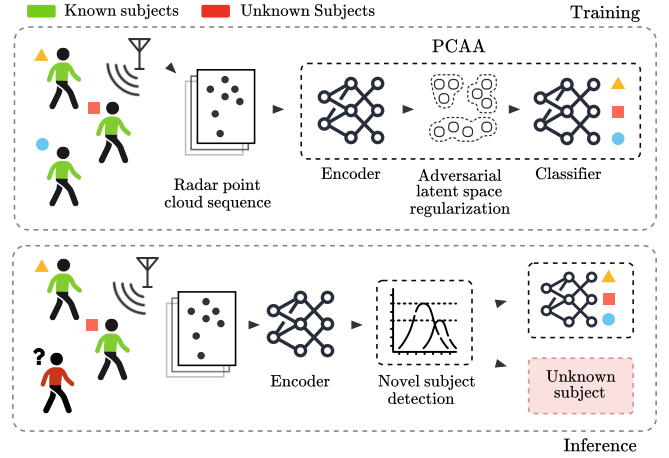 Known subjects
Unknown Subjects
Training
PCAA
Radar point
cloud sequence
Encoder
Adversarial
latent space
regularization
Classifier
?
Encoder
Novel subject
detection
Unknown
subject
Inference